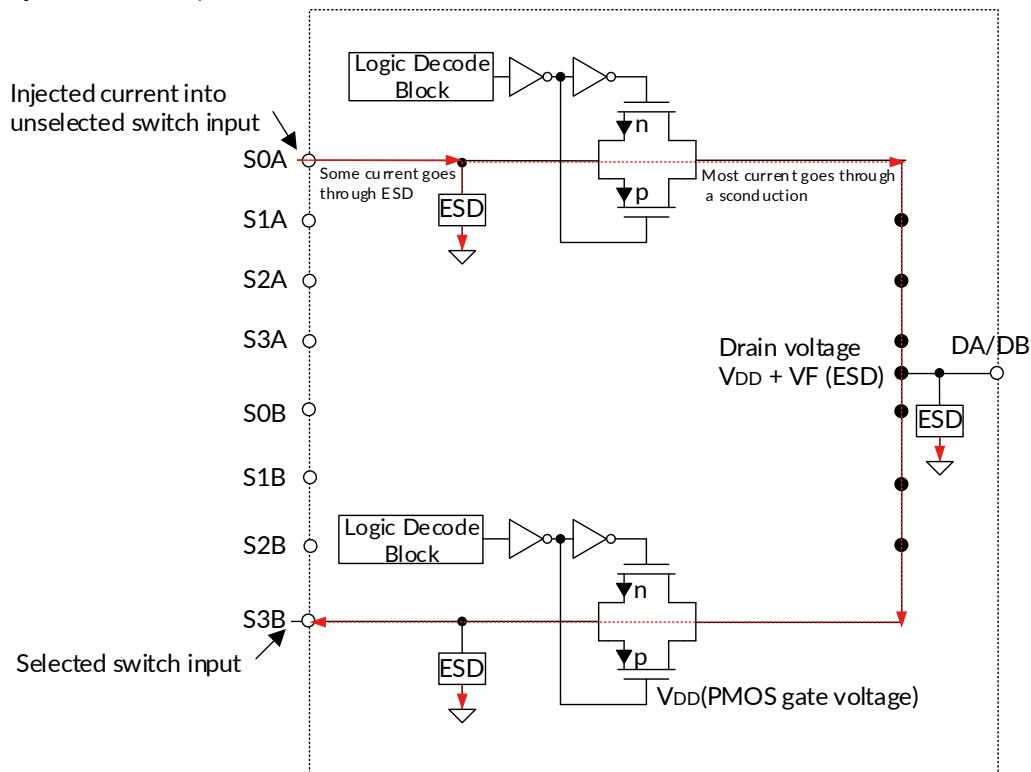 Logic Decode
Block
Injected current into
unselected switch input
n
S0A
Some current goes
through ESD
Most current goes through
a sconduction
p
ESD
S1A
S2A
S3A
Drain voltage
VDD + VF (ESD)
DA/DB
S0B
ESD
S1B
Logic Decode
Block
S2B
n
S3B
Selected switch input
p
ESD
VDD(PMOS gate voltage)